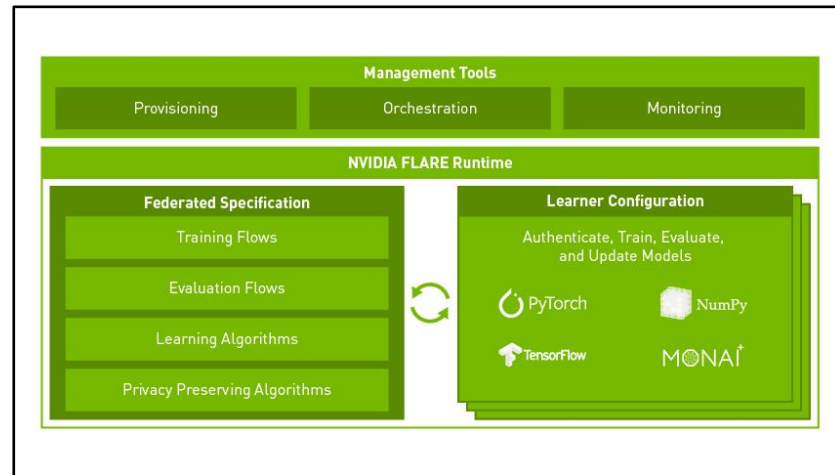 Management Tools
Provisioning
Orchestration
Monitoring
NVIDIA FLARE Runtime
Federated Specification
Training Flows
Evaluation Flows
Learning Algorithms
Privacy Preserving Algorithms
Learner Configuration
Authenticate, Train, Evaluate,
and Update Models
PyTorch
NumPy
TensorFlow
MONAI